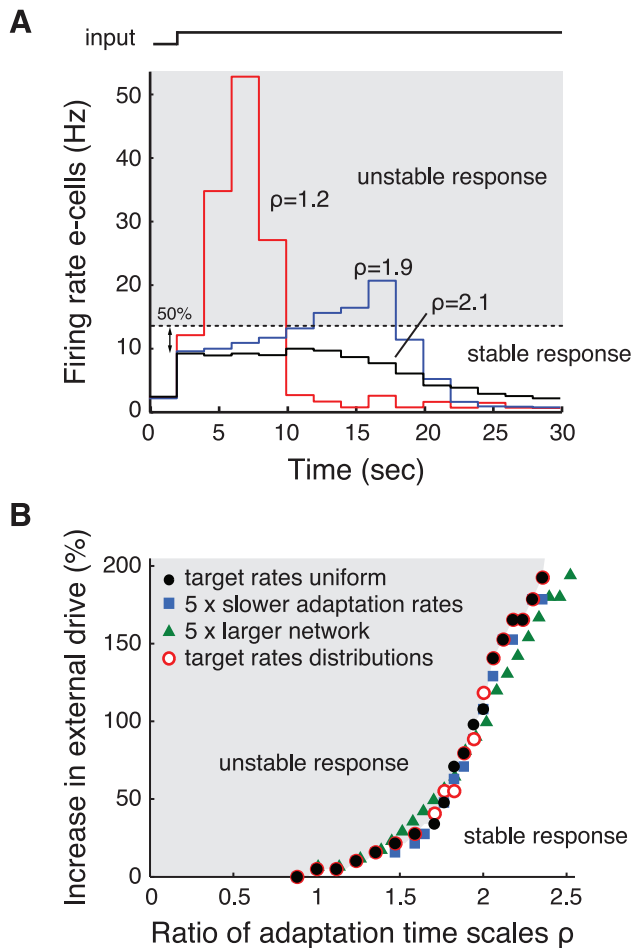 A
input
Firing rate e-cells (Hz)
50
40
30
20
10
0
unstable response
ρ=1.2
ρ=1.9
50%
ρ=2.1
stable response
0 5 10 15 20 25 30
Time (sec)
B
Increase in external drive (%)
200
150
100
50
0
target rates uniform
5 x slower adaptation rates
5 x larger network
target rates distributions
unstable response
stable response
0 0.5 1 1.5 2 2.5
Ratio of adaptation time scales ρ